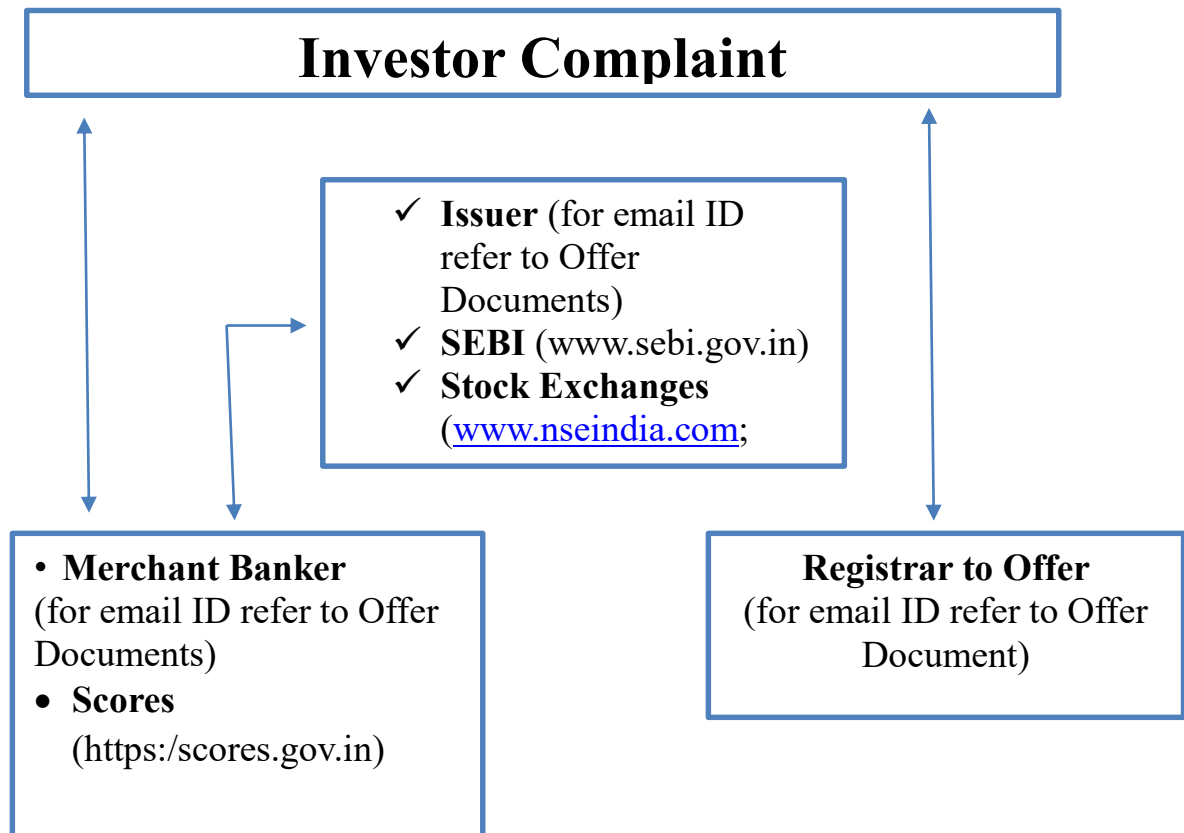 Investor Complaint
✓ Issuer (for email ID
refer to Offer
Documents)
✓ SEBI (www.sebi.gov.in)
✓ Stock Exchanges
(www.nseindia.com;
• Merchant Banker
(for email ID refer to Offer
Documents)
• Scores
(https:/scores.gov.in)
Registrar to Offer
(for email ID refer to Offer
Document)